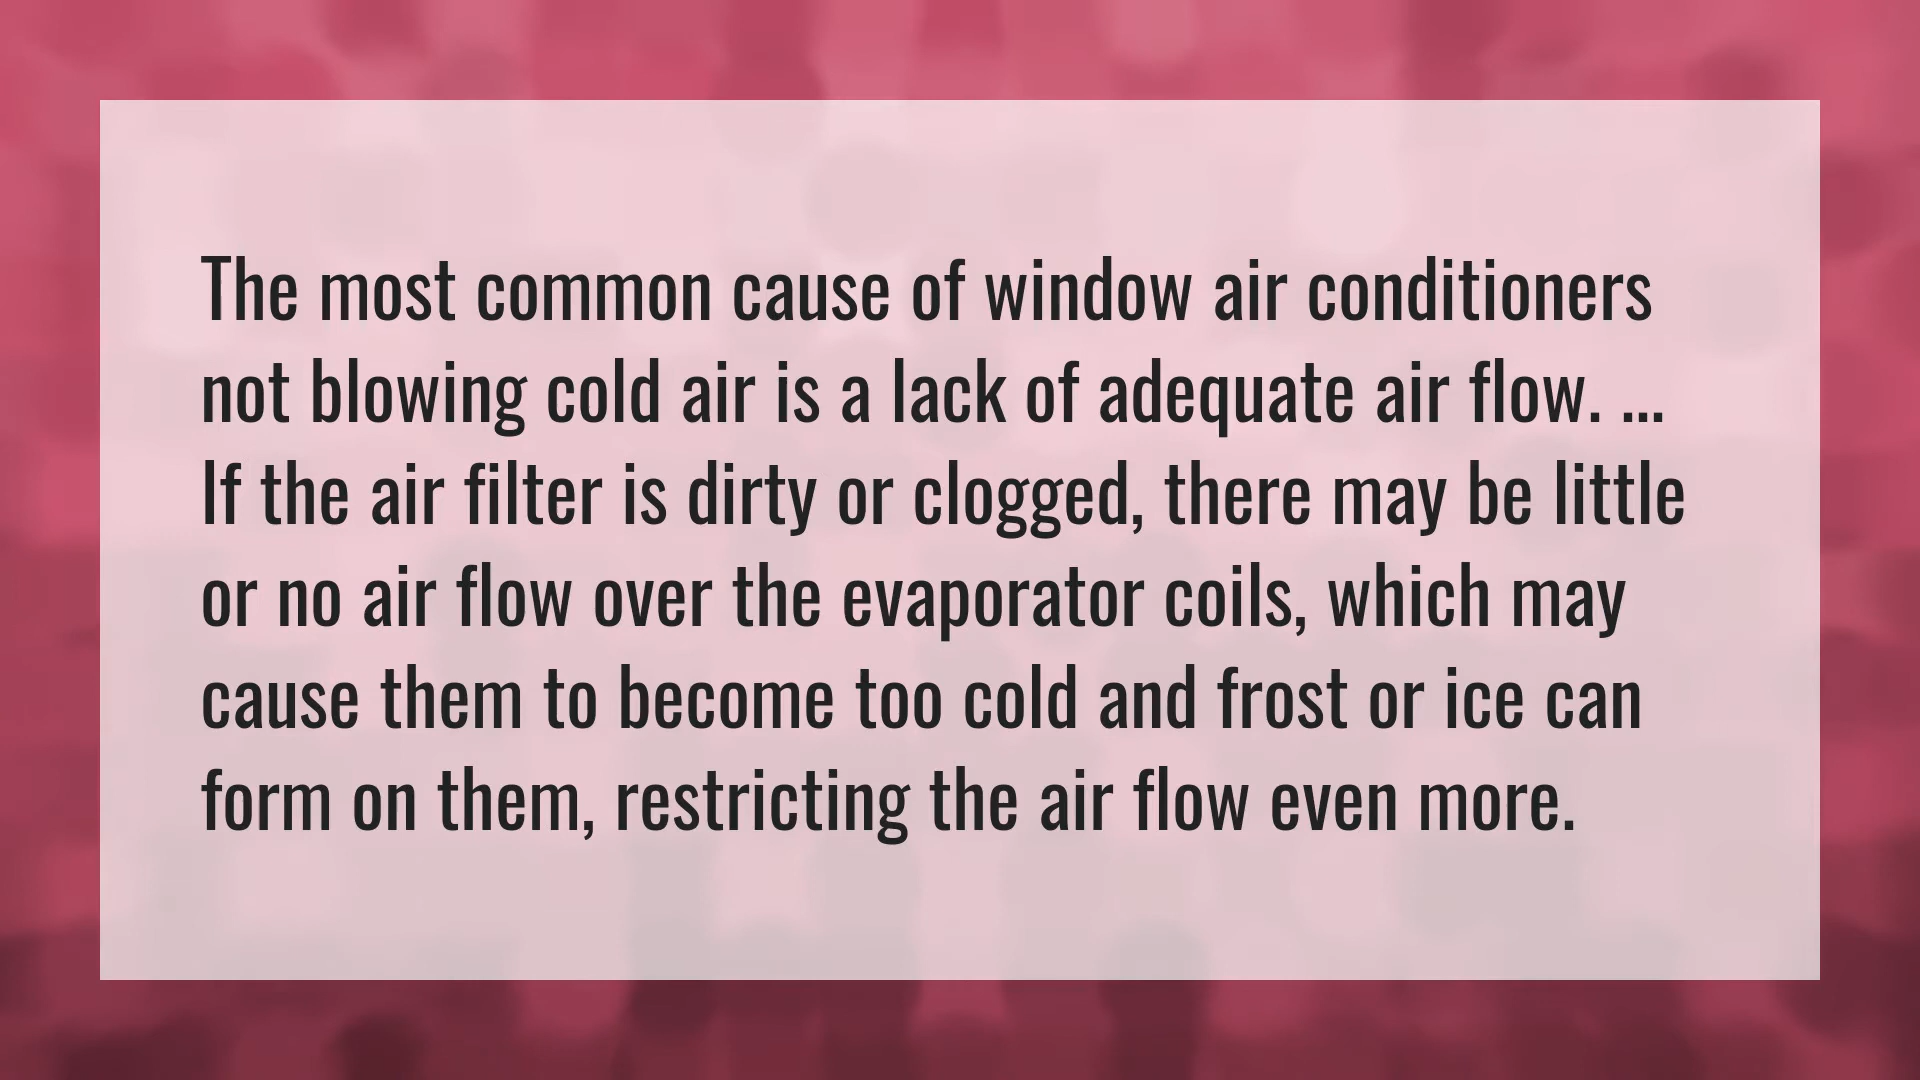 The most common cause of window air conditioners
not blowing cold air is a lack of adequate air flow. ...
If the air filter is dirty or clogged, there may be little
or no air flow over the evaporator coils, which may
cause them to become too cold and frost or ice can
form on them, restricting the air flow even more.